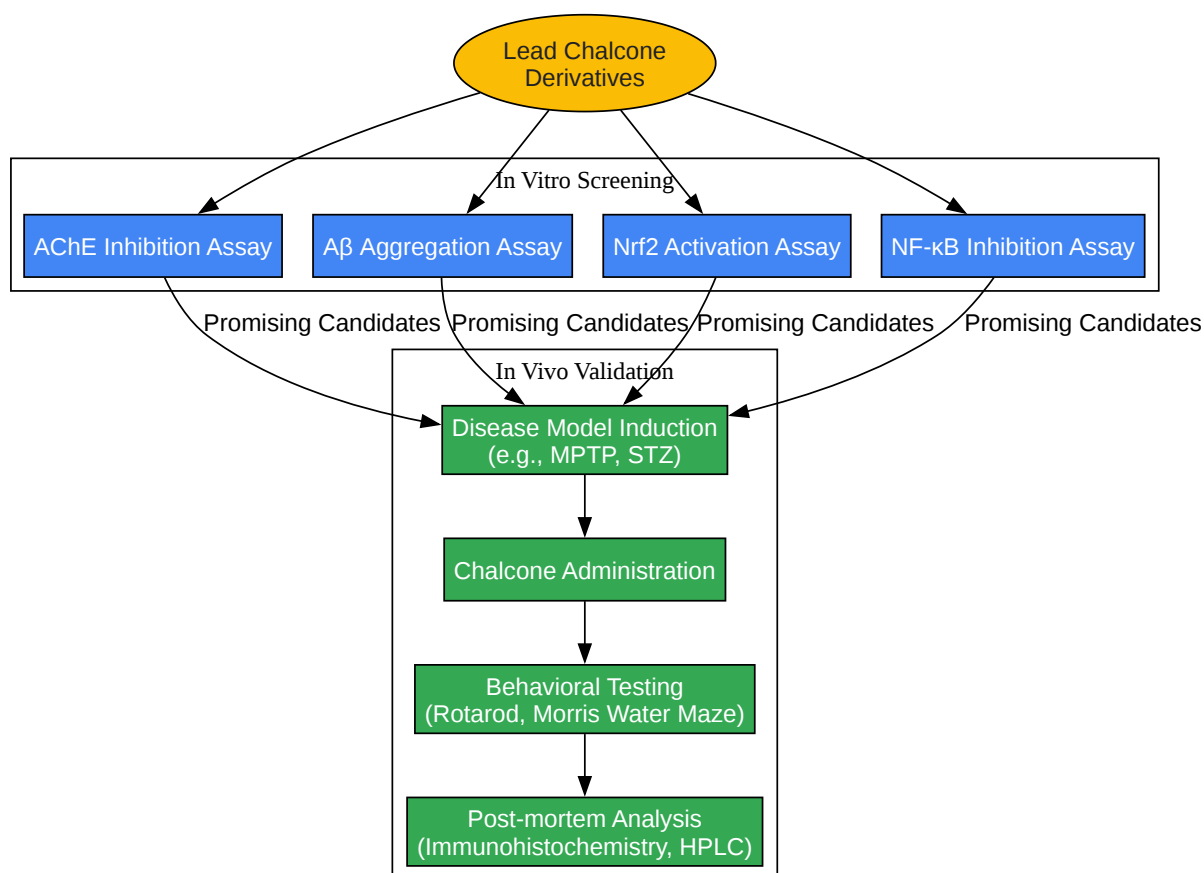 Lead Chalcone
Derivatives
In Vitro Screening
AChE Inhibition Assay
Aβ Aggregation Assay
Nrf2 Activation Assay
NF-κB Inhibition Assay
Promising Candidates
Promising Candidates
Promising Candidates
Promising Candidates
In Vivo Validation
Disease Model Induction
(e.g., MPTP, STZ)
Chalcone Administration
Behavioral Testing
(Rotarod, Morris Water Maze)
Post-mortem Analysis
(Immunohistochemistry, HPLC)